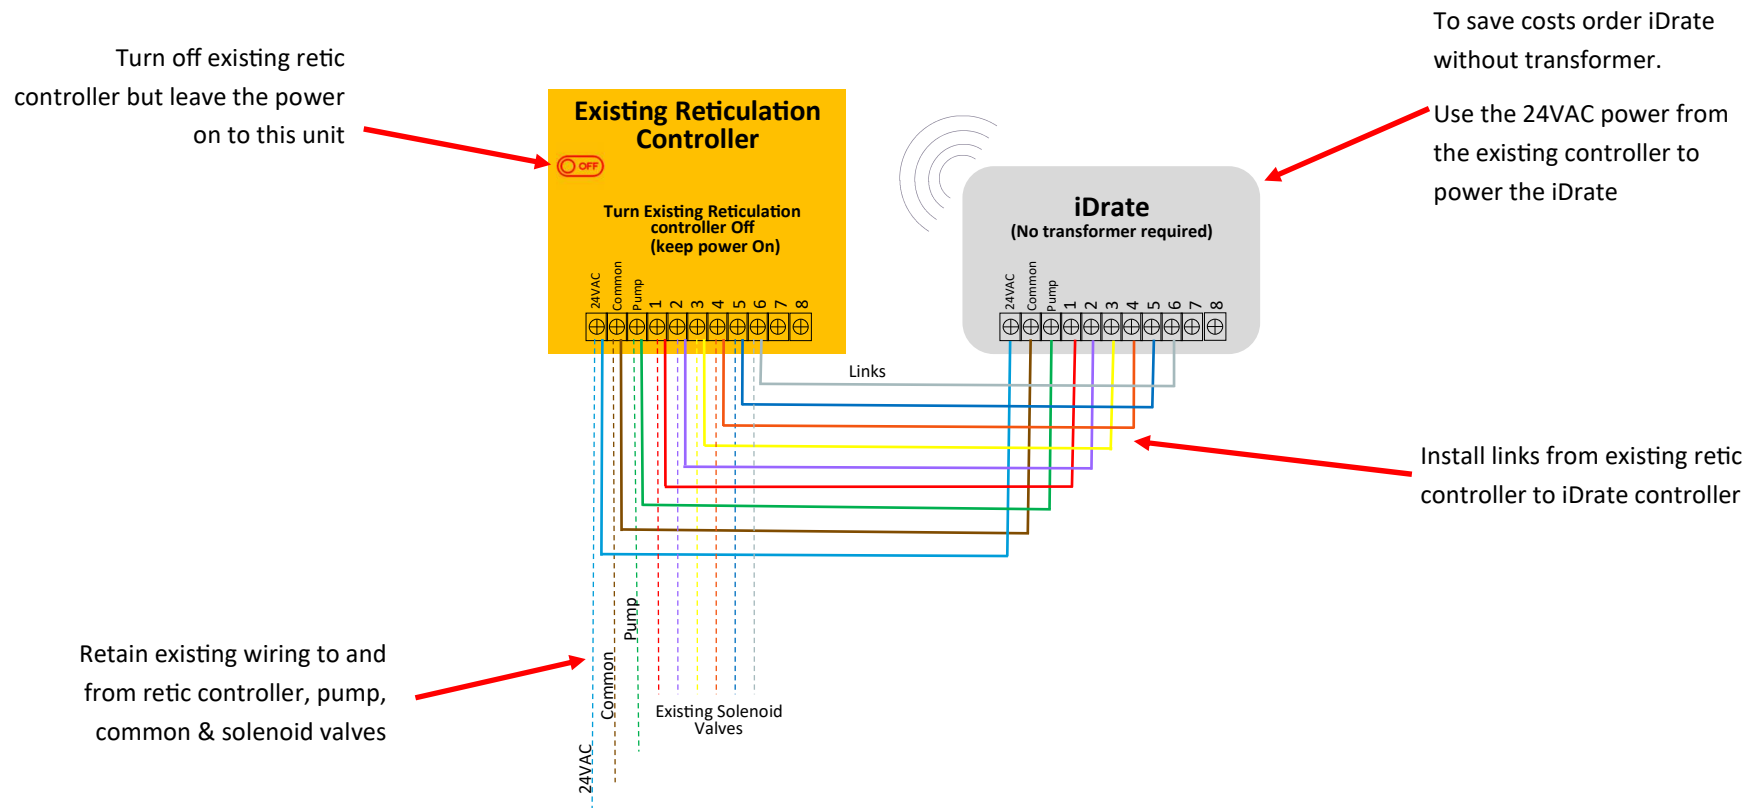 To save costs order iDrate
without transformer.
Use the 24VAC power from
the existing controller to
power the iDrate
Turn off existing retic
controller but leave the power
on to this unit
Existing Reticulation
Controller
OFF
Turn Existing Reticulation
controller Off
(keep power On)
24VAC
Common
Pump
1
2
3
4
5
6
7
8
iDrate
(No transformer required)
24VAC
Common
Pump
1
2
3
4
5
6
7
8
Links
Install links from existing retic
controller to iDrate controller
Retain existing wiring to and
from retic controller, pump,
common & solenoid valves
24VAC
Common
Pump
Existing Solenoid
Valves